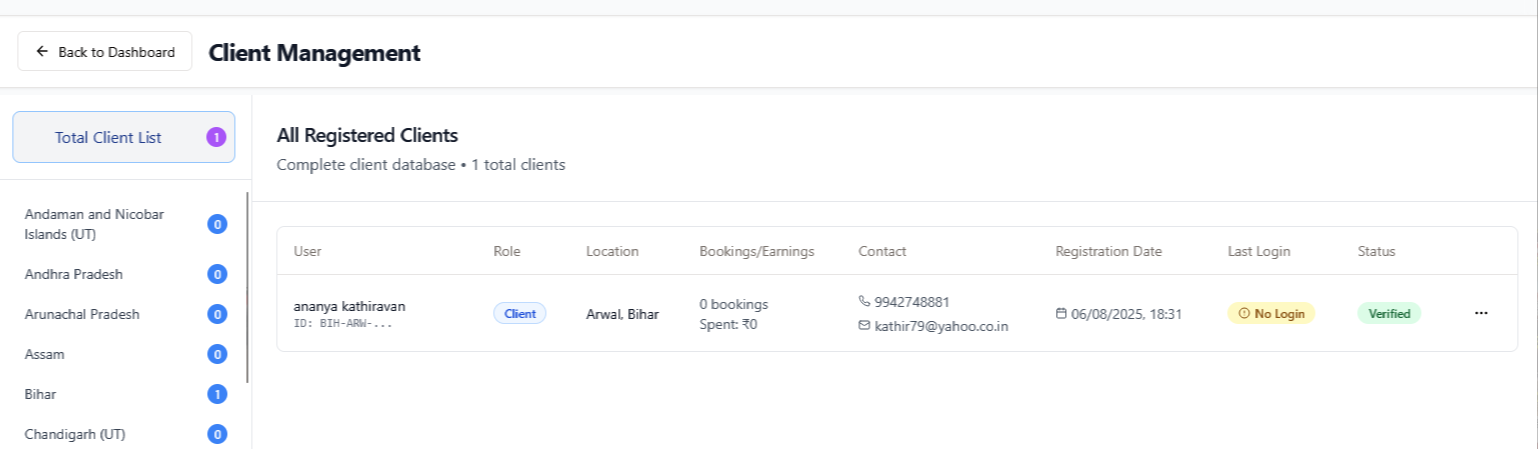 Back to Dashboard
Client Management
Total Client List 1
Andaman and Nicobar
Islands (UT) 0
Andhra Pradesh 0
Arunachal Pradesh 0
Assam 0
Bihar 1
Chandigarh (UT) 0
All Registered Clients
Complete client database • 1 total clients
User Role Location Bookings/Earnings Contact Registration Date Last Login Status
ananya kathiravan
ID: BIH-ARW-...
Client
Arwal, Bihar
0 bookings
Spent: ₹0
9942748881
kathir79@yahoo.co.in
06/08/2025, 18:31
No Login
Verified